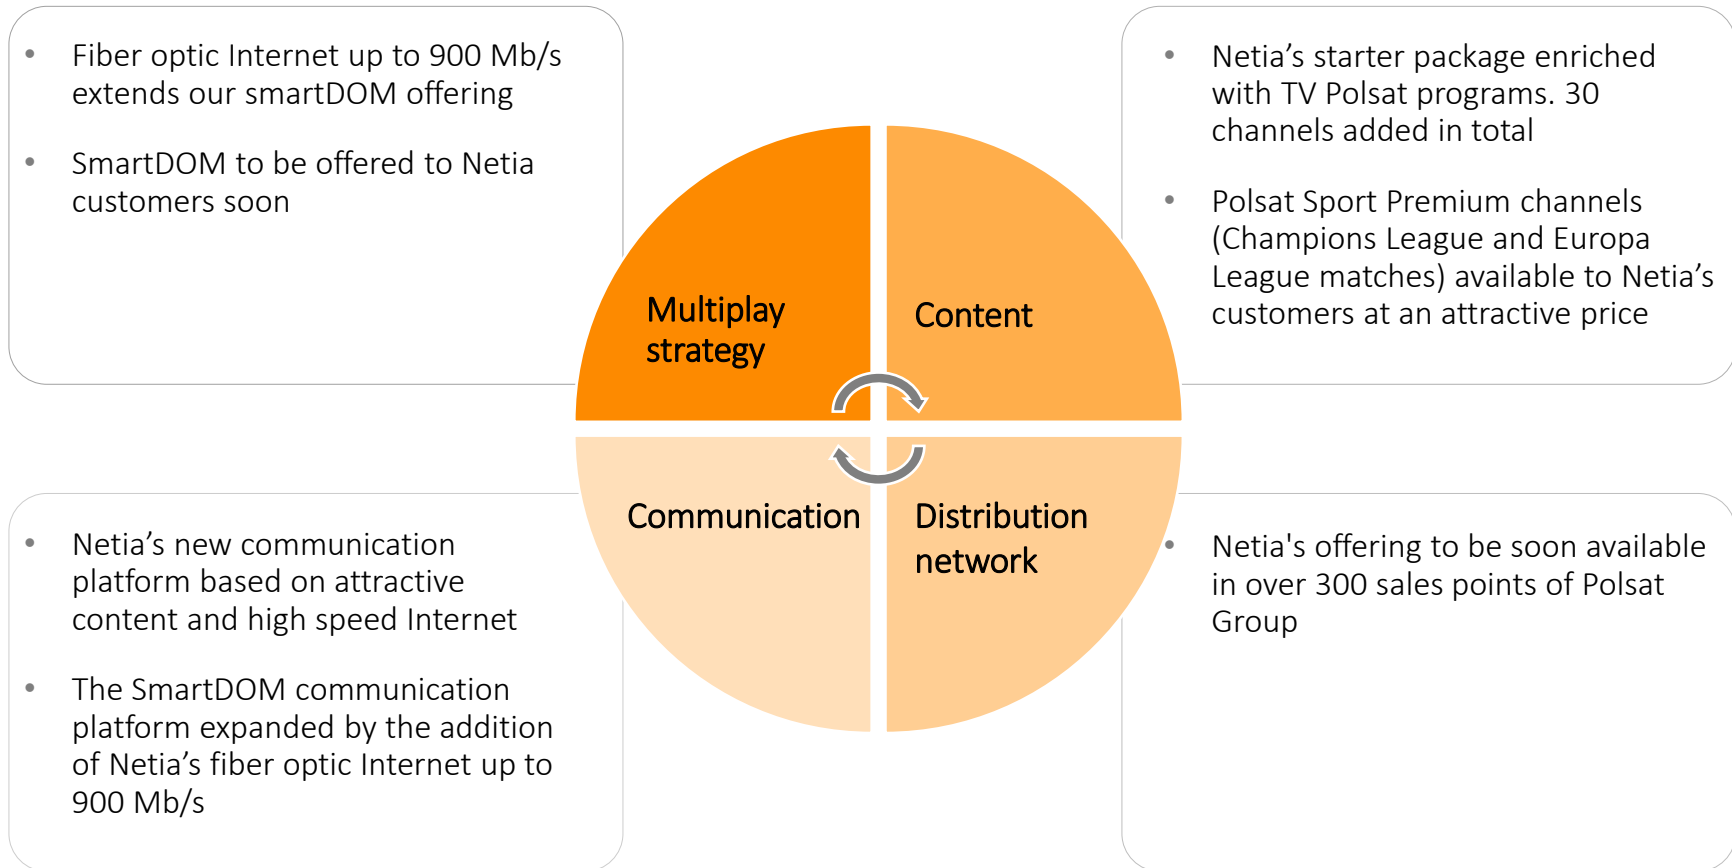 • Fiber optic Internet up to 900 Mb/s
extends our smartDOM offering
• SmartDOM to be offered to Netia
customers soon
• Netia’s starter package enriched
with TV Polsat programs. 30
channels added in total
• Polsat Sport Premium channels
(Champions League and Europa
League matches) available to Netia’s
customers at an attractive price
Multiplay
strategy
Content
Communication
Distribution
network
• Netia’s new communication
platform based on attractive
content and high speed Internet
• The SmartDOM communication
platform expanded by the addition
of Netia’s fiber optic Internet up to
900 Mb/s
• Netia's offering to be soon available
in over 300 sales points of Polsat
Group